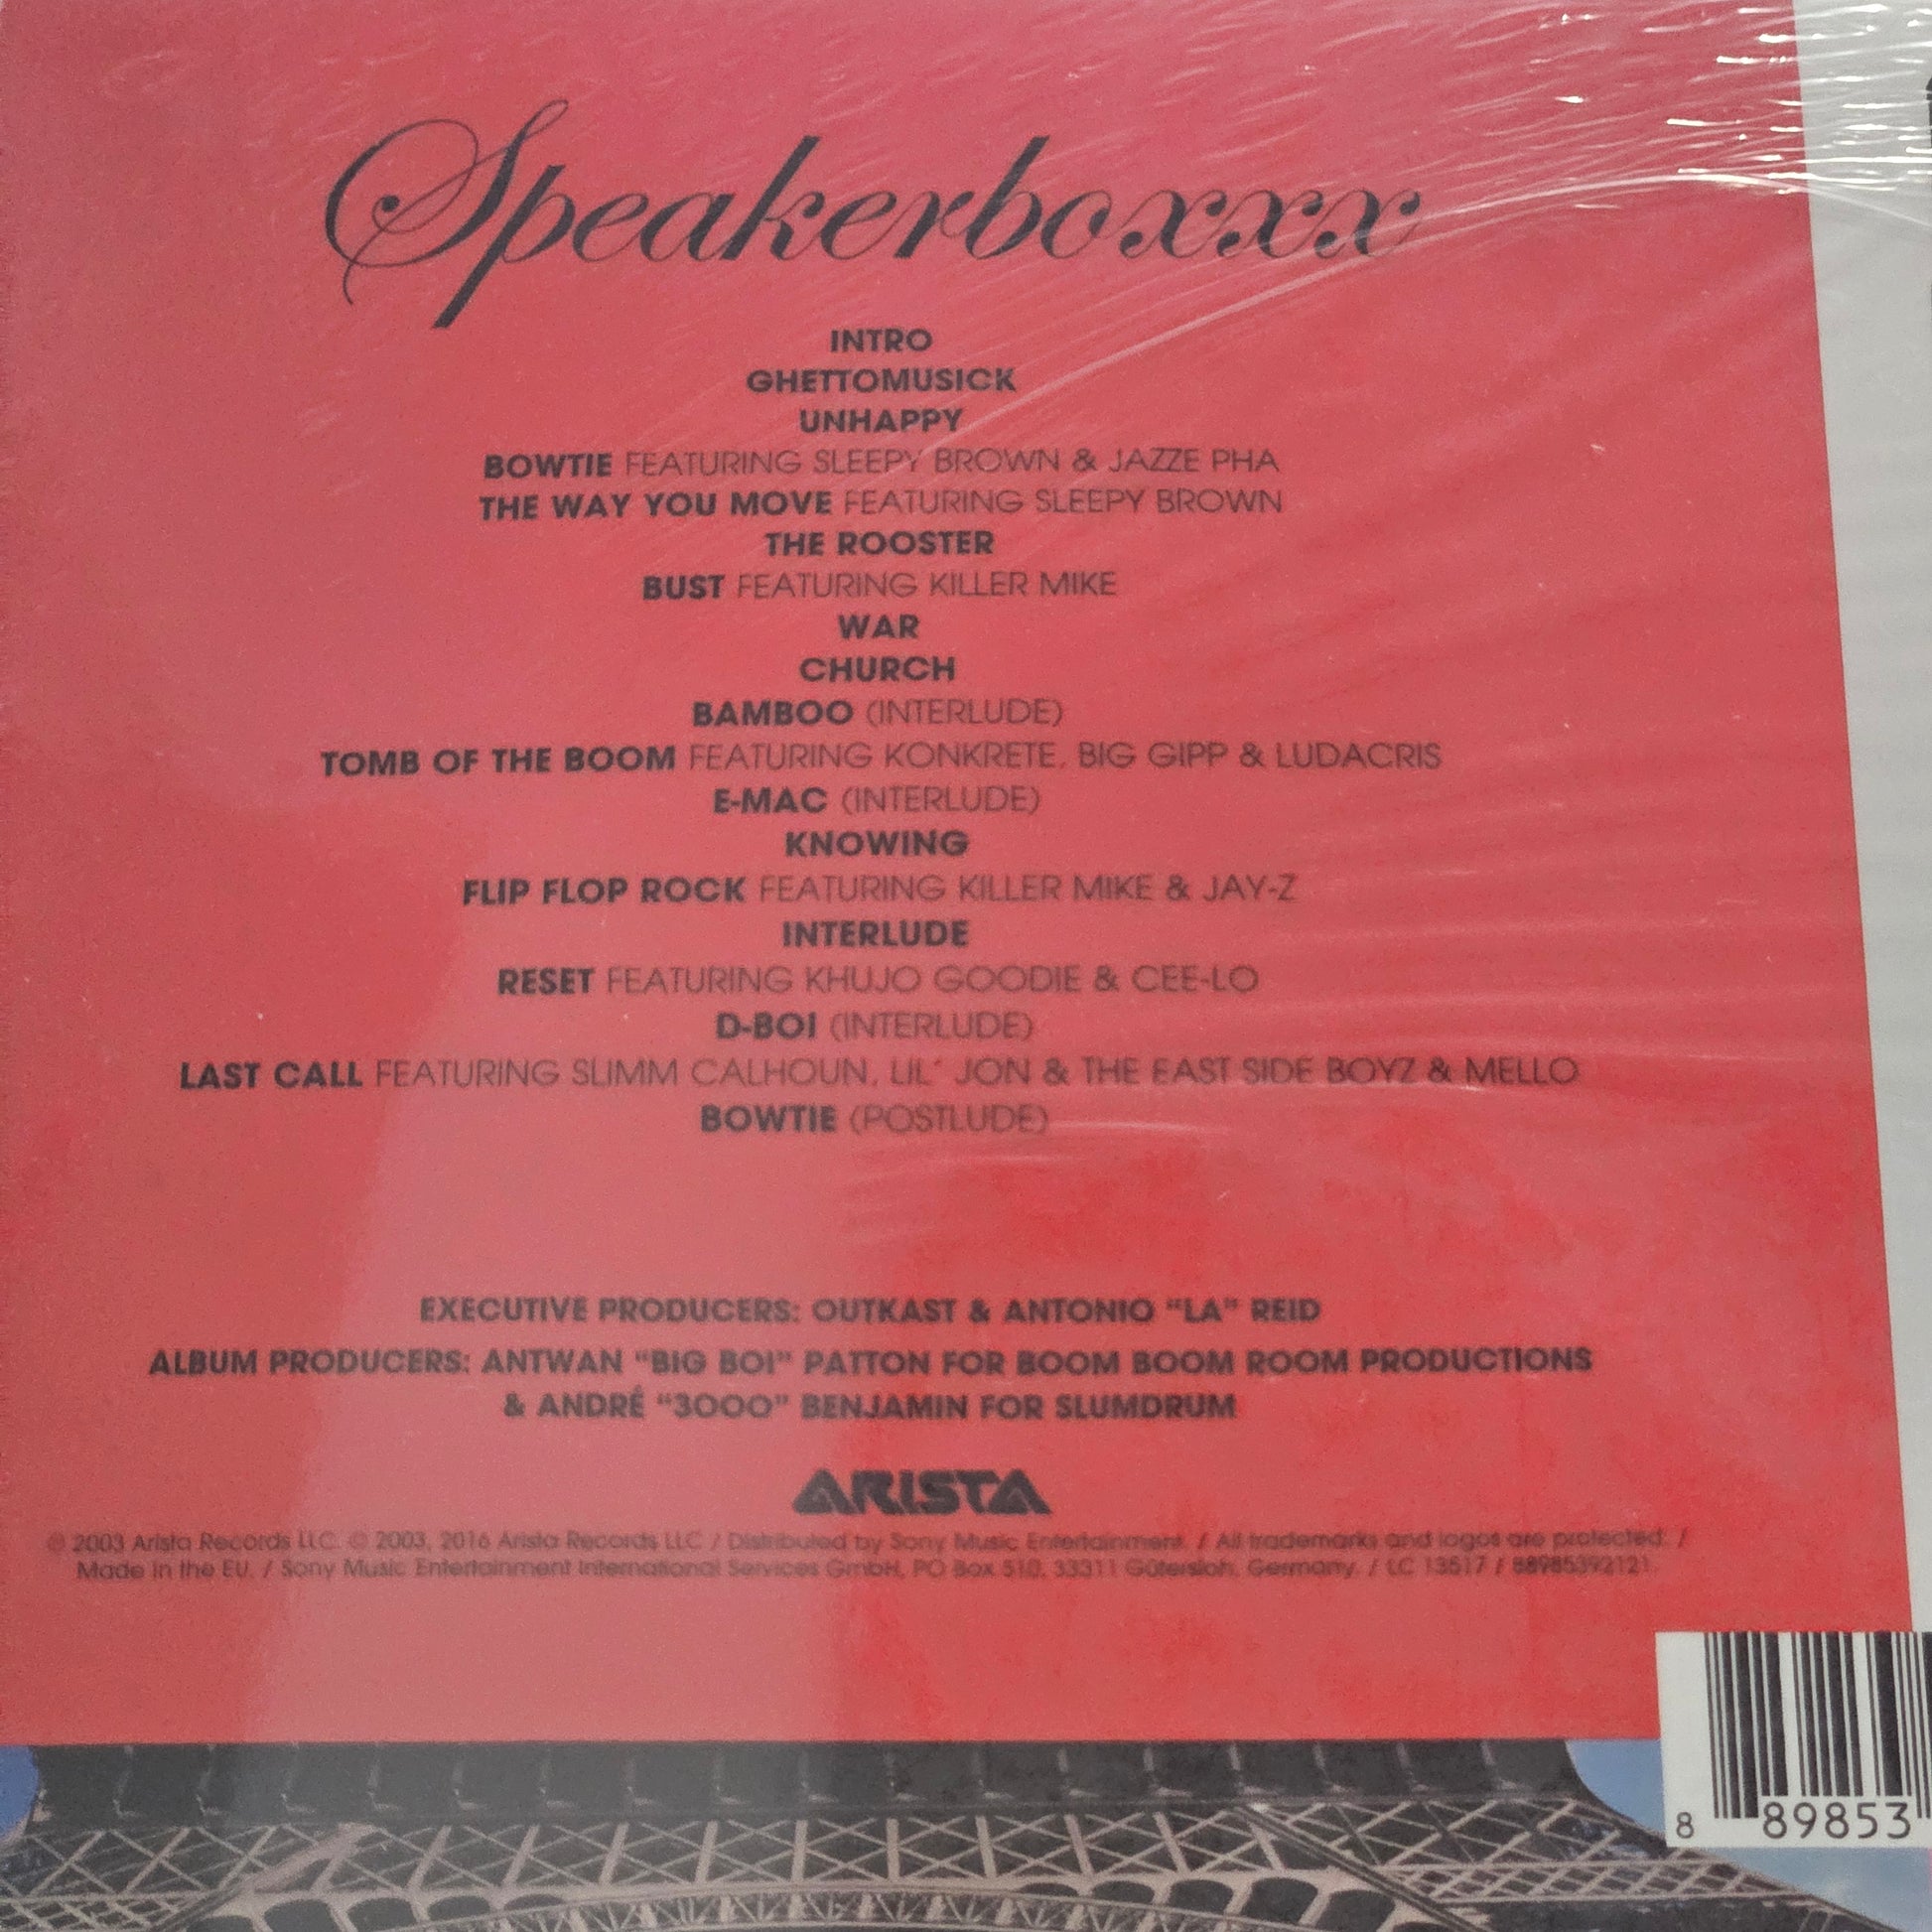 Speakerboxxx
INTRO
GHETTOMUSICK
UNHAPPY
BOWTIE FEATURING SLEEPY BROWN & JAZZE PHA
THE WAY YOU MOVE FEATURING SLEEPY BROWN
THE ROOSTER
BUST FEATURING KILLER MIKE
WAR
CHURCH
BAMBOO (INTERLUDE)
TOMB OF THE BOOM FEATURING KONKRETE, BIG GIPP & LUDACRIS
E-MAC (INTERLUDE)
KNOWING
FLIP FLOP ROCK FEATURING KILLER MIKE & JAY-Z
INTERLUDE
RESET FEATURING KHUJO GOODIE & CEE-LO
D-BOI (INTERLUDE)
LAST CALL FEATURING SLIMM CALHOUN, LIL' JON & THE EAST SIDE BOYZ & MELLO
BOWTIE (POSTLUDE)
EXECUTIVE PRODUCERS: OUTKAST & ANTONIO "LA" REID
ALBUM PRODUCERS: ANTWAN "BIG BOI" PATTON FOR BOOM BOOM ROOM PRODUCTIONS
& ANDRÉ "3000" BENJAMIN FOR SLUMDRUM
ARISTA
℗ 2003 Arista Records LLC. © 2003, 2016 Arista Records LLC / Distributed by Sony Music Entertainment. / All trademarks and logos are protected. /
Made in the EU. / Sony Music Entertainment International Services GmbH, PO Box 510, 33311 Gütersloh, Germany. / LC 13517 / 88985392121.
8 89853